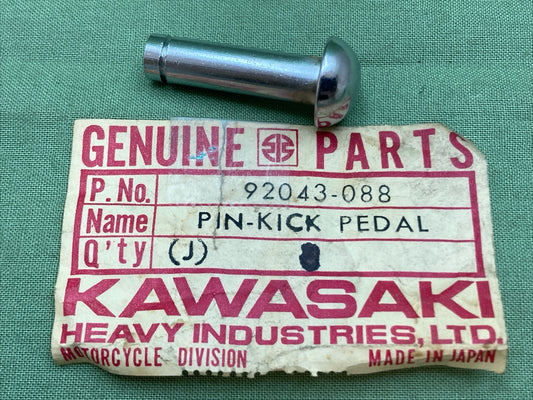 GENUINE PARTS
P. No. 92043-088
Name PIN-KICK PEDAL
Q'ty (J)
KAWASAKI
HEAVY INDUSTRIES, LTD.
MOTORCYCLE DIVISION MADE IN JAPAN